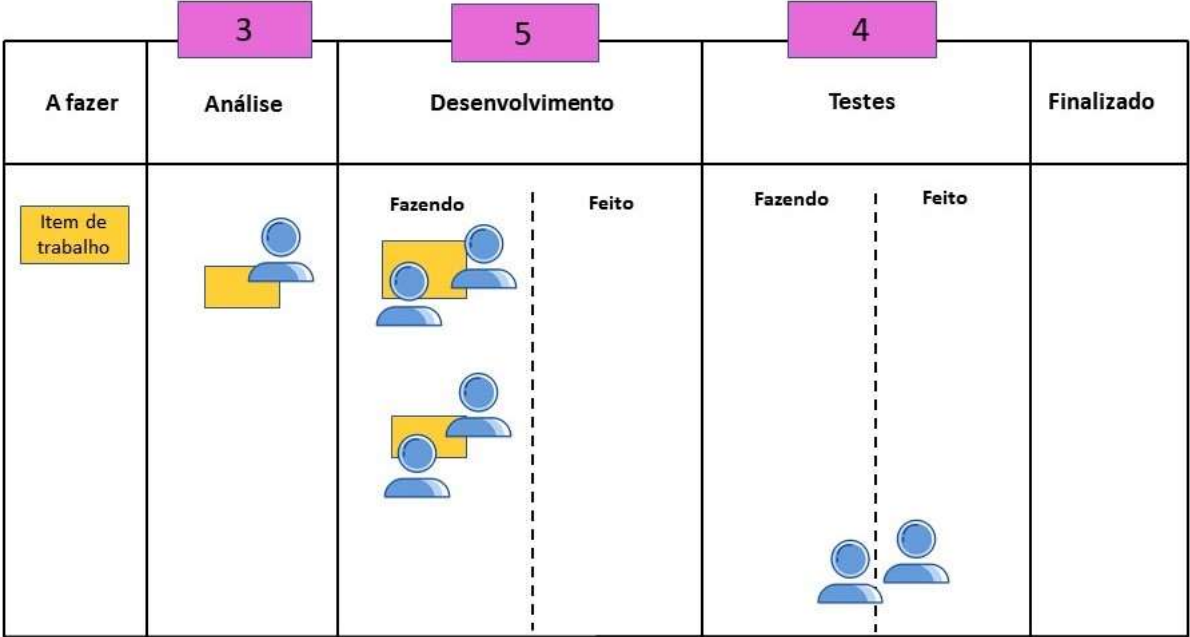 3
5
4
A fazer
Análise
Desenvolvimento
Testes
Finalizado
Item de
trabalho
Fazendo
Feito
Fazendo
Feito